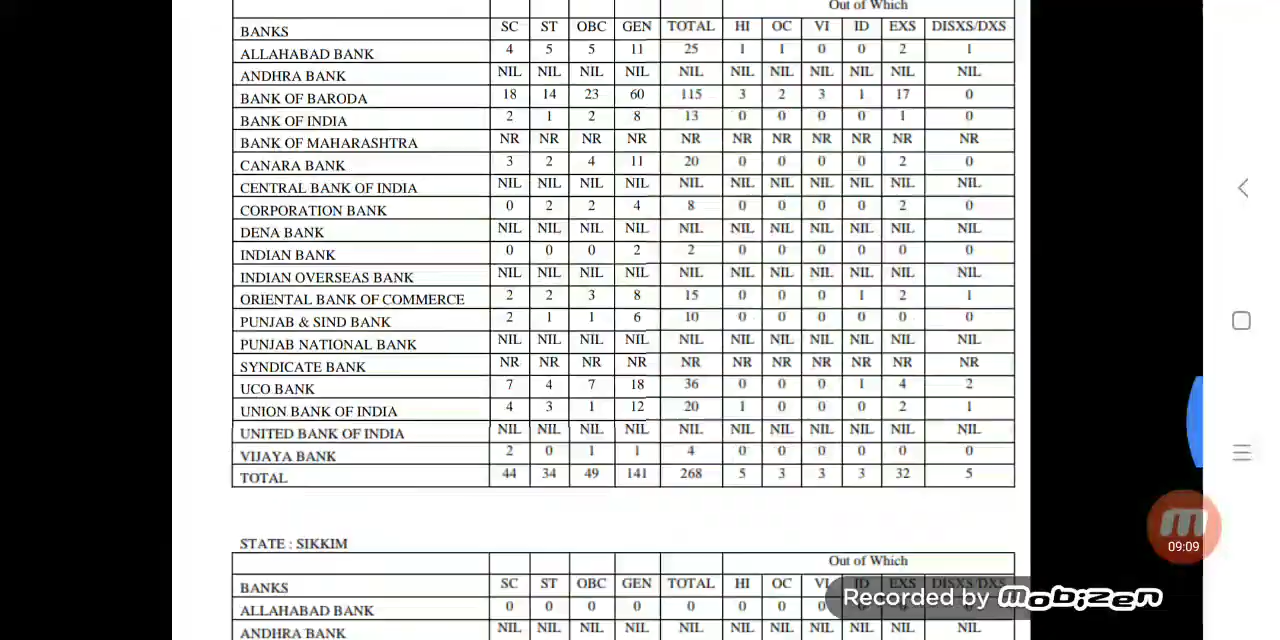 Out of Which
BANKS SC ST OBC GEN TOTAL HI OC VI ID EXS DISXS/DXS
ALLAHABAD BANK 4 5 5 11 25 1 1 0 0 2 1
ANDHRA BANK NIL NIL NIL NIL NIL NIL NIL NIL NIL NIL NIL
BANK OF BARODA 18 14 23 60 115 3 2 3 1 17 0
BANK OF INDIA 2 1 2 8 13 0 0 0 0 1 0
BANK OF MAHARASHTRA NR NR NR NR NR NR NR NR NR NR NR
CANARA BANK 3 2 4 11 20 0 0 0 0 2 0
CENTRAL BANK OF INDIA NIL NIL NIL NIL NIL NIL NIL NIL NIL NIL NIL
CORPORATION BANK 0 2 2 4 8 0 0 0 0 2 0
DENA BANK NIL NIL NIL NIL NIL NIL NIL NIL NIL NIL NIL
INDIAN BANK 0 0 0 2 2 0 0 0 0 0 0
INDIAN OVERSEAS BANK NIL NIL NIL NIL NIL NIL NIL NIL NIL NIL NIL
ORIENTAL BANK OF COMMERCE 2 2 3 8 15 0 0 0 1 2 1
PUNJAB & SIND BANK 2 1 1 6 10 0 0 0 0 0 0
PUNJAB NATIONAL BANK NIL NIL NIL NIL NIL NIL NIL NIL NIL NIL NIL
SYNDICATE BANK NR NR NR NR NR NR NR NR NR NR NR
UCO BANK 7 4 7 18 36 0 0 0 1 4 2
UNION BANK OF INDIA 4 3 1 12 20 1 0 0 0 2 1
UNITED BANK OF INDIA NIL NIL NIL NIL NIL NIL NIL NIL NIL NIL NIL
VIJAYA BANK 2 0 1 1 4 0 0 0 0 0 0
TOTAL 44 34 49 141 268 5 3 3 3 32 5
STATE : SIKKIM
Out of Which
BANKS SC ST OBC GEN TOTAL HI OC VI ID EXS DISXS/DXS
ALLAHABAD BANK 0 0 0 0 0 0 0 0
ANDHRA BANK NIL NIL NIL NIL NIL NIL NIL NIL NIL NIL NIL
09:09
Recorded by mobizen